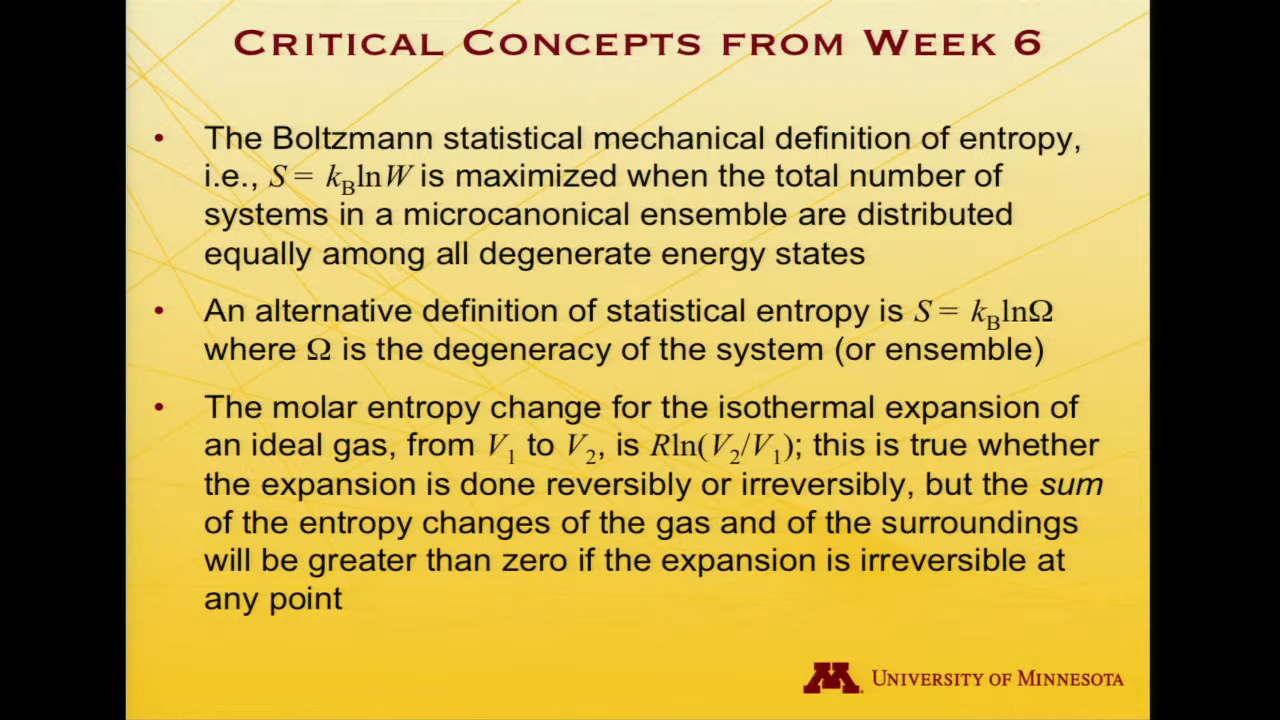 CRITICAL CONCEPTS FROM WEEK 6
• The Boltzmann statistical mechanical definition of entropy,
i.e., S = kBlnW is maximized when the total number of
systems in a microcanonical ensemble are distributed
equally among all degenerate energy states
• An alternative definition of statistical entropy is S = kBlnΩ
where Ω is the degeneracy of the system (or ensemble)
• The molar entropy change for the isothermal expansion of
an ideal gas, from V1 to V2, is Rln(V2/V1); this is true whether
the expansion is done reversibly or irreversibly, but the sum
of the entropy changes of the gas and of the surroundings
will be greater than zero if the expansion is irreversible at
any point
M UNIVERSITY OF MINNESOTA